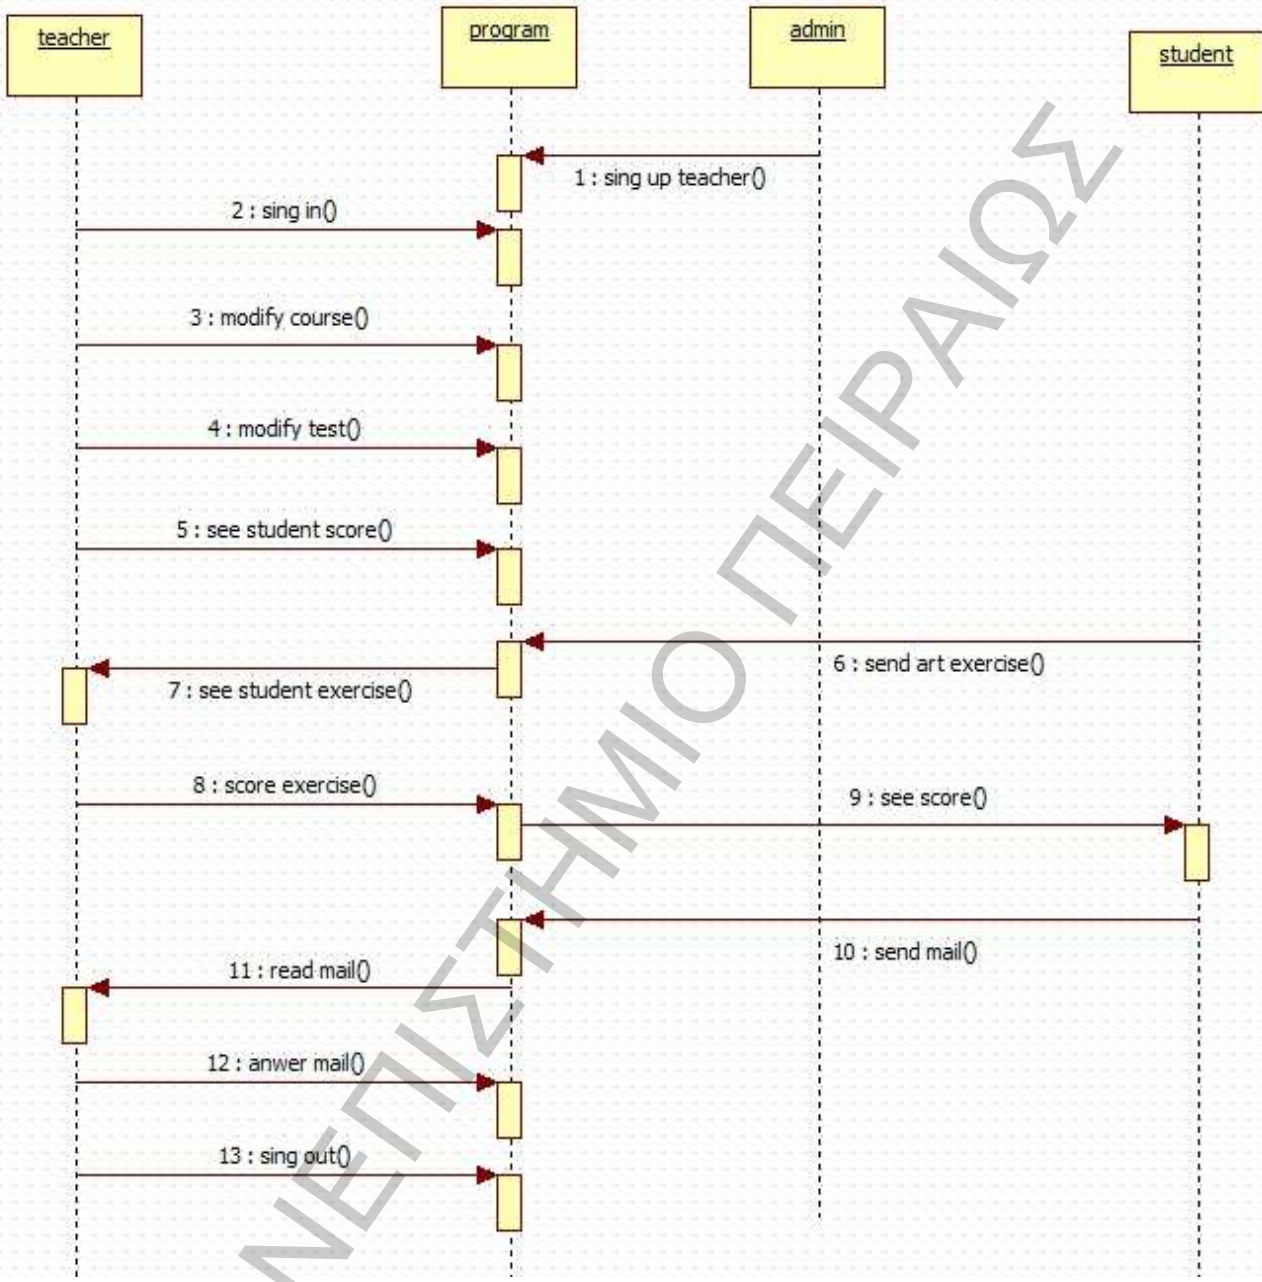 teacher
program
admin
student
1 : sing up teacher()
2 : sing in()
3 : modify course()
4 : modify test()
5 : see student score()
6 : send art exercise()
7 : see student exercise()
8 : score exercise()
9 : see score()
10 : send mail()
11 : read mail()
12 : anwer mail()
13 : sing out()
ΝΕΠΙΣΤΗΜΙΟ ΠΕΙΡΑΙΩΣ